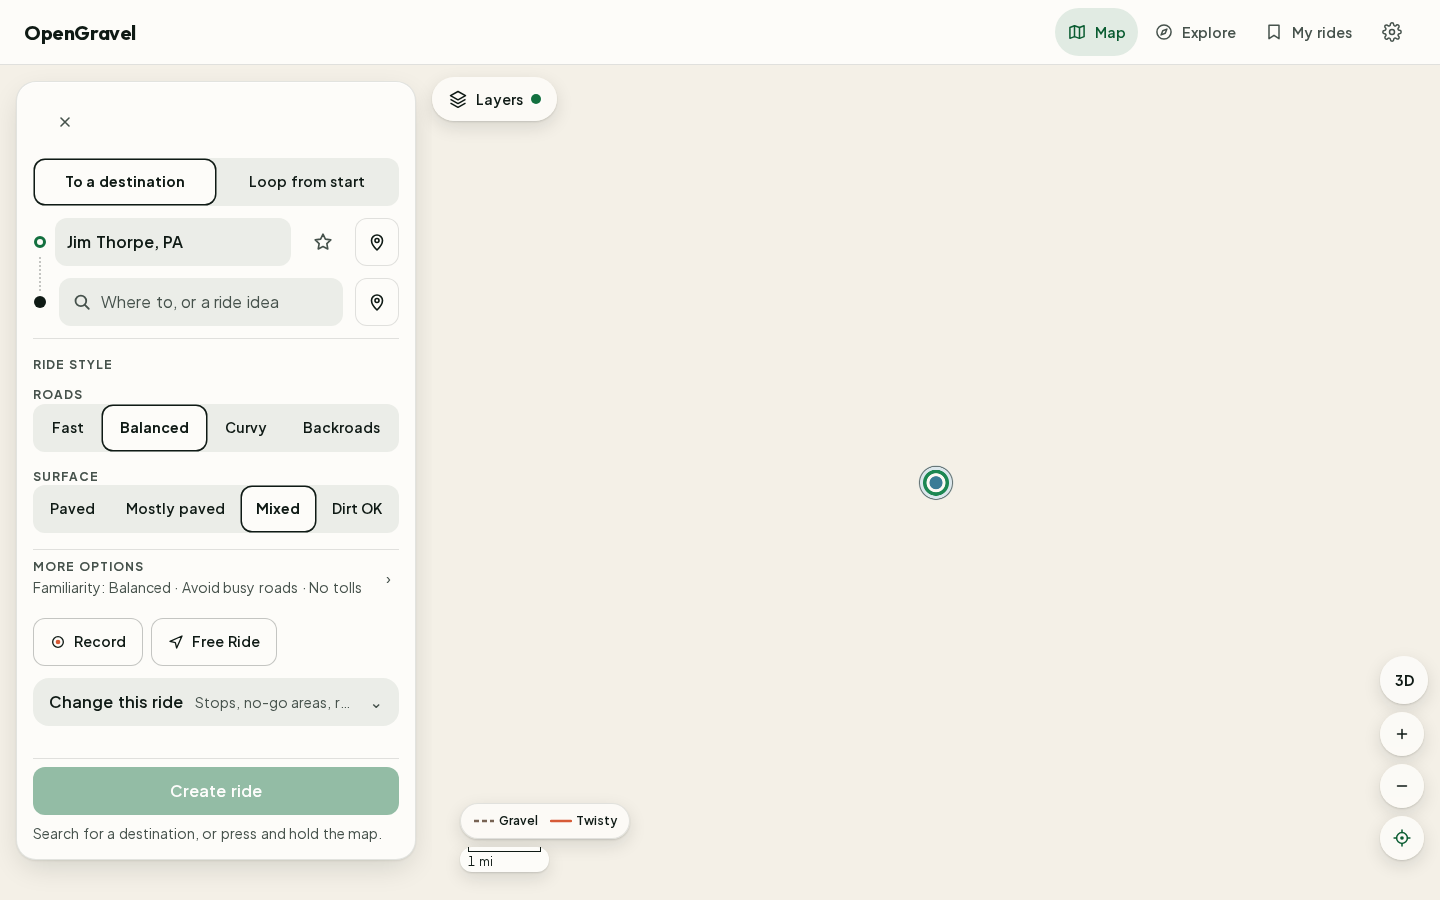 OpenGravel
Map
Explore
My rides
Layers
To a destination
Loop from start
Jim Thorpe, PA
Where to, or a ride idea
RIDE STYLE
ROADS
Fast
Balanced
Curvy
Backroads
SURFACE
Paved
Mostly paved
Mixed
Dirt OK
MORE OPTIONS
Familiarity: Balanced · Avoid busy roads · No tolls
Record
Free Ride
Change this ride Stops, no-go areas, r...
Create ride
Search for a destination, or press and hold the map.
Gravel
Twisty
1 mi
3D